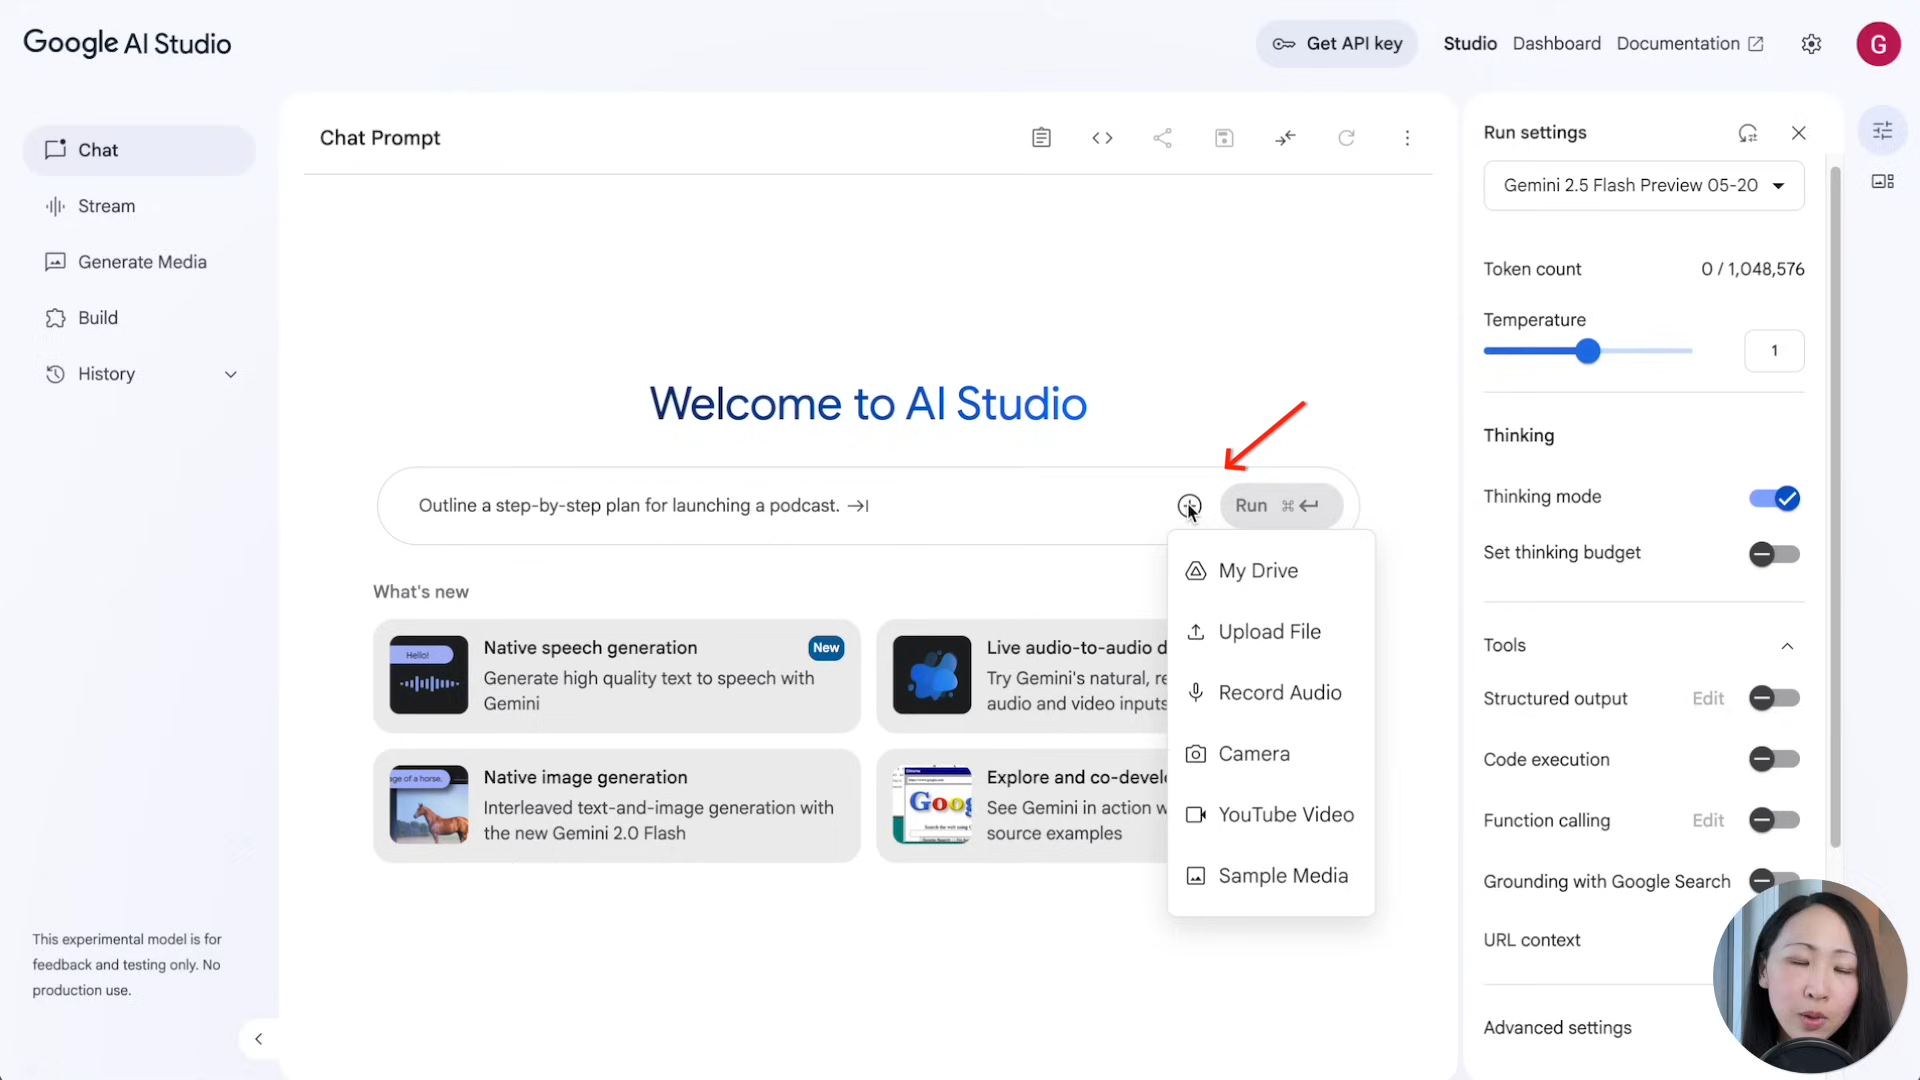 Google AI Studio
Get API key
Studio
Dashboard
Documentation
G
Chat
Stream
Generate Media
Build
History
This experimental model is for
feedback and testing only. No
production use.
Chat Prompt
Welcome to AI Studio
Outline a step-by-step plan for launching a podcast.
Run ⌘
My Drive
Upload File
Record Audio
Camera
YouTube Video
Sample Media
What's new
Hello!
Native speech generation
New
Generate high quality text to speech with
Gemini
Live audio-to-audio d
Try Gemini's natural, re
audio and video inputs
age of a horse.
Native image generation
Interleaved text-and-image generation with
the new Gemini 2.0 Flash
Goog
Explore and co-devel
See Gemini in action w
source examples
Run settings
Gemini 2.5 Flash Preview 05-20
Token count 0 / 1,048,576
Temperature
1
Thinking
Thinking mode
Set thinking budget
Tools
Structured output Edit
Code execution
Function calling Edit
Grounding with Google Search
URL context
Advanced settings